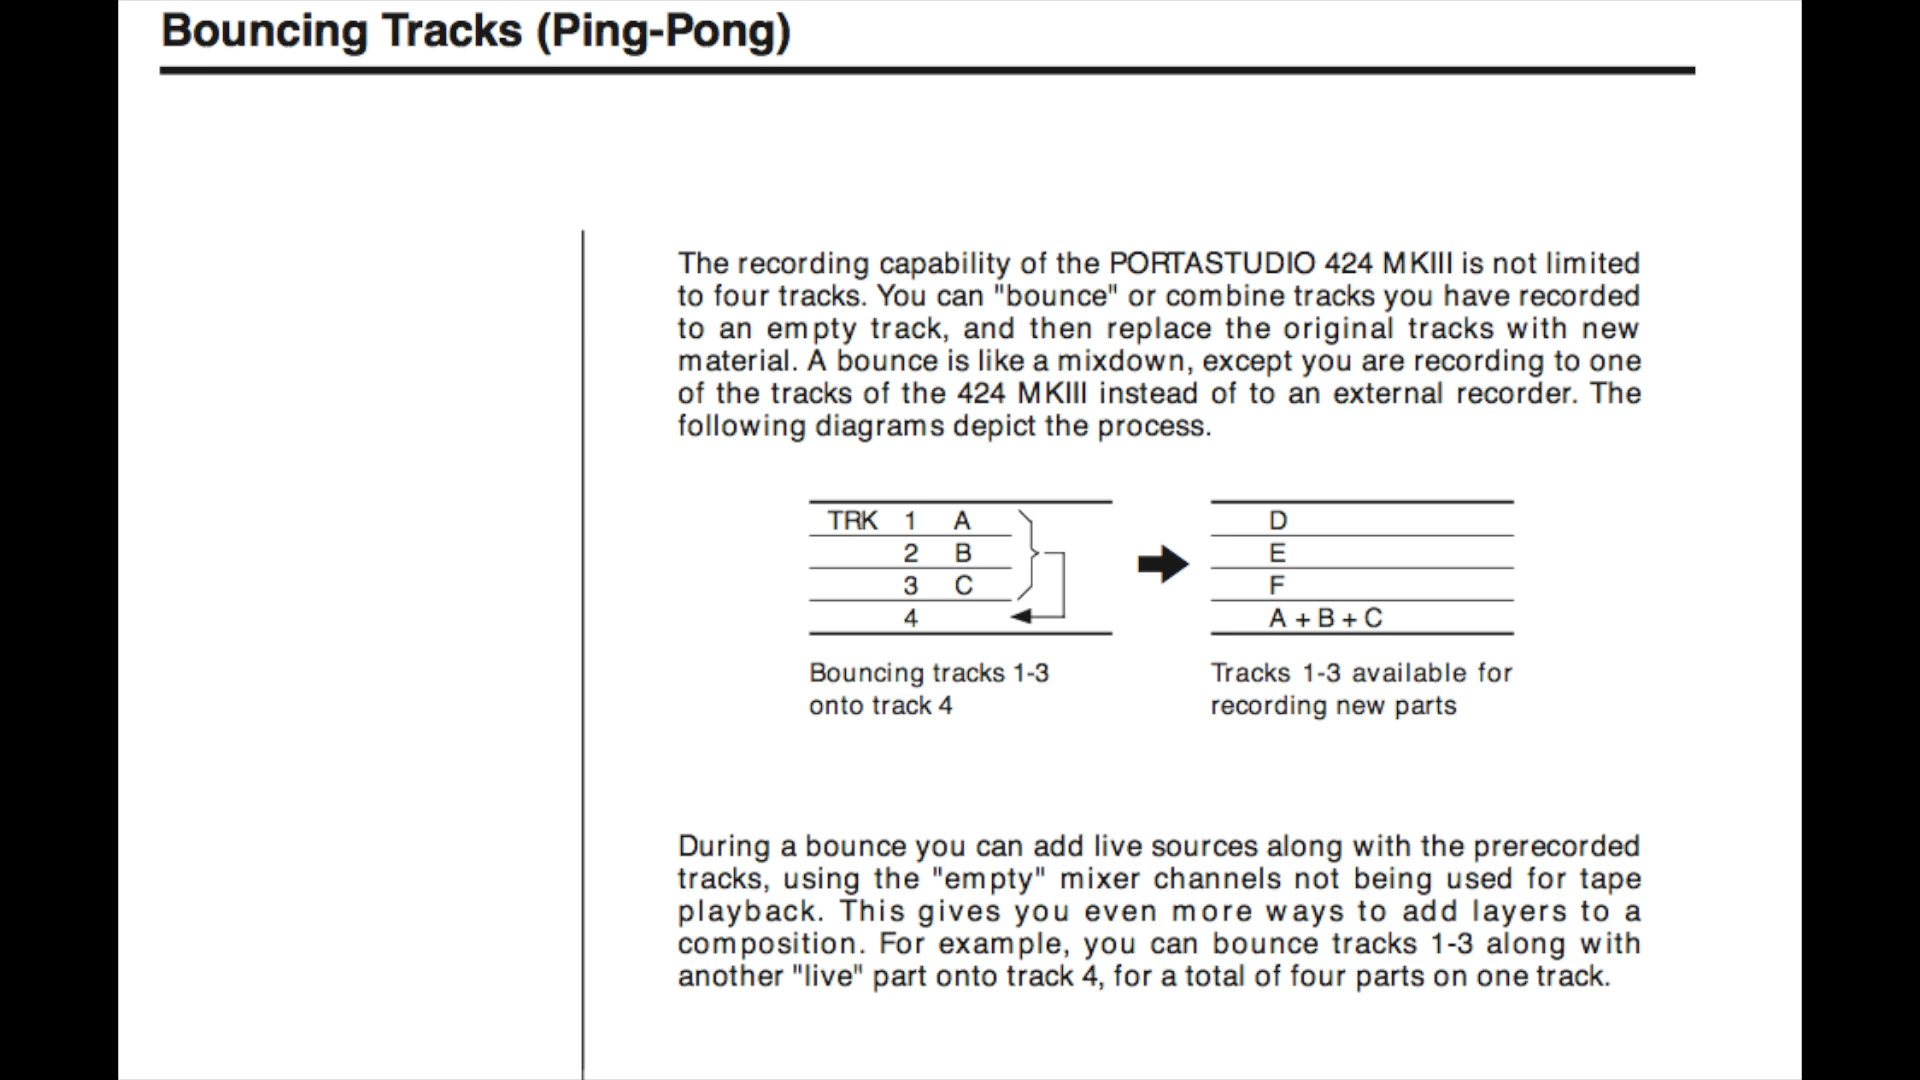 Bouncing Tracks (Ping-Pong)
The recording capability of the PORTASTUDIO 424 MKIII is not limited
to four tracks. You can "bounce" or combine tracks you have recorded
to an empty track, and then replace the original tracks with new
material. A bounce is like a mixdown, except you are recording to one
of the tracks of the 424 MKIII instead of to an external recorder. The
following diagrams depict the process.
TRK 1 A
2 B
3 C
4
Bouncing tracks 1-3
onto track 4
D
E
F
A + B + C
Tracks 1-3 available for
recording new parts
During a bounce you can add live sources along with the prerecorded
tracks, using the "empty" mixer channels not being used for tape
playback. This gives you even more ways to add layers to a
composition. For example, you can bounce tracks 1-3 along with
another "live" part onto track 4, for a total of four parts on one track.